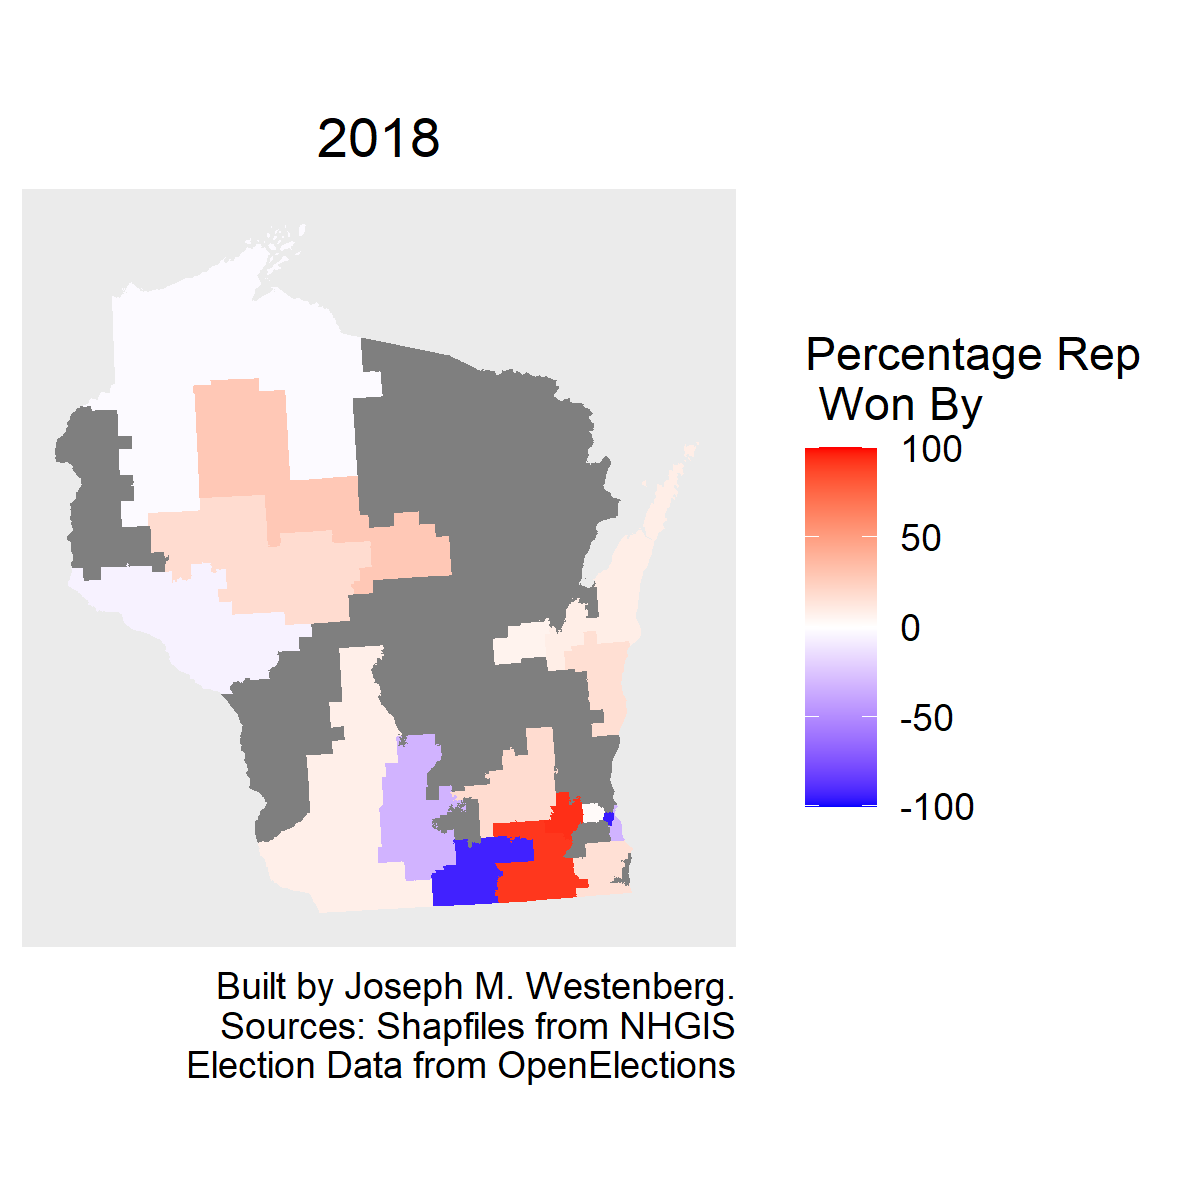 2018
Percentage Rep
Won By
100
50
0
-50
-100
Built by Joseph M. Westenberg.
Sources: Shapfiles from NHGIS
Election Data from OpenElections